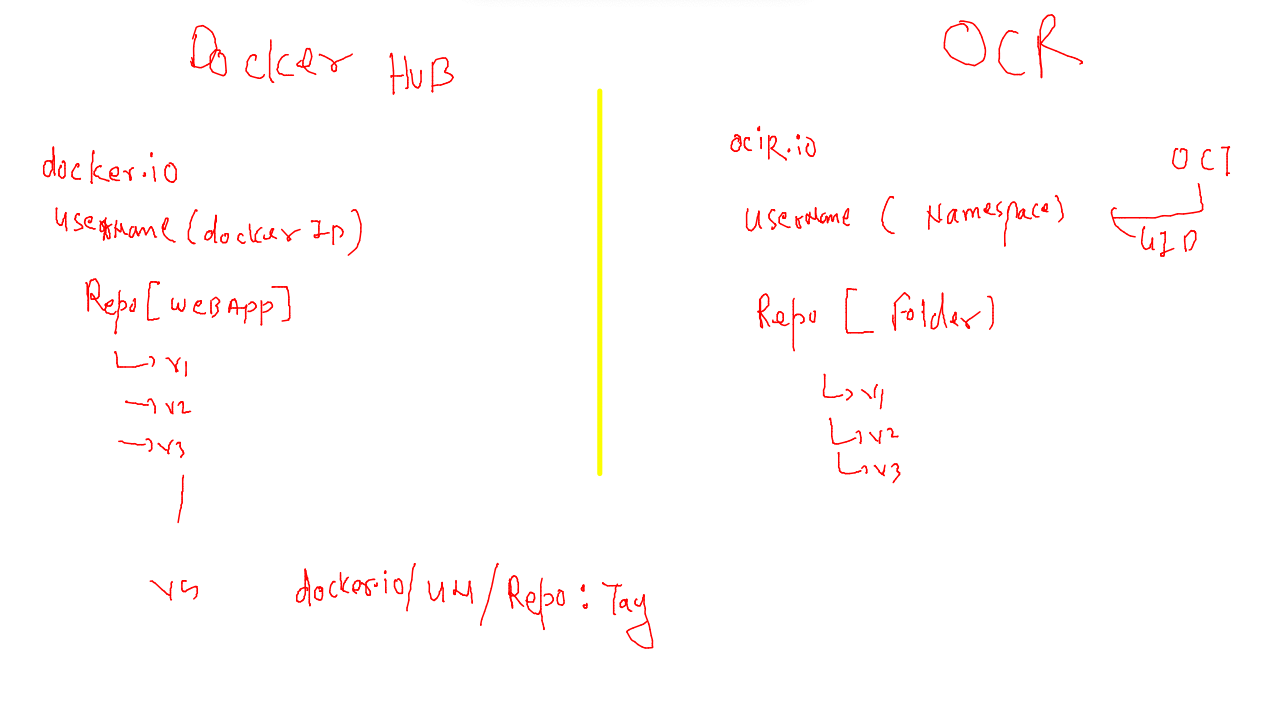 Docker HUB
docker.io
username (docker ID)
Repo [WEBAPP]
v1
v2
v3
v5
docker.io/UN/Repo: Tag
OCR
ociR.io
OCI
username ( Namespace)
UID
Repo [ Folder)
v1
v2
v3